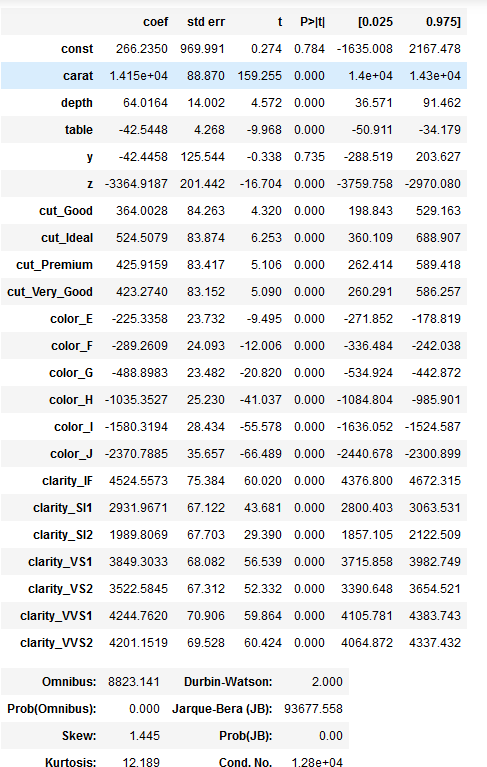 coef std err t P>|t| [0.025 0.975]
const 266.2350 969.991 0.274 0.784 -1635.008 2167.478
carat 1.415e+04 88.870 159.255 0.000 1.4e+04 1.43e+04
depth 64.0164 14.002 4.572 0.000 36.571 91.462
table -42.5448 4.268 -9.968 0.000 -50.911 -34.179
y -42.4458 125.544 -0.338 0.735 -288.519 203.627
z -3364.9187 201.442 -16.704 0.000 -3759.758 -2970.080
cut_Good 364.0028 84.263 4.320 0.000 198.843 529.163
cut_Ideal 524.5079 83.874 6.253 0.000 360.109 688.907
cut_Premium 425.9159 83.417 5.106 0.000 262.414 589.418
cut_Very_Good 423.2740 83.152 5.090 0.000 260.291 586.257
color_E -225.3358 23.732 -9.495 0.000 -271.852 -178.819
color_F -289.2609 24.093 -12.006 0.000 -336.484 -242.038
color_G -488.8983 23.482 -20.820 0.000 -534.924 -442.872
color_H -1035.3527 25.230 -41.037 0.000 -1084.804 -985.901
color_I -1580.3194 28.434 -55.578 0.000 -1636.052 -1524.587
color_J -2370.7885 35.657 -66.489 0.000 -2440.678 -2300.899
clarity_IF 4524.5573 75.384 60.020 0.000 4376.800 4672.315
clarity_SI1 2931.9671 67.122 43.681 0.000 2800.403 3063.531
clarity_SI2 1989.8069 67.703 29.390 0.000 1857.105 2122.509
clarity_VS1 3849.3033 68.082 56.539 0.000 3715.858 3982.749
clarity_VS2 3522.5845 67.312 52.332 0.000 3390.648 3654.521
clarity_VVS1 4244.7620 70.906 59.864 0.000 4105.781 4383.743
clarity_VVS2 4201.1519 69.528 60.424 0.000 4064.872 4337.432
Omnibus: 8823.141 Durbin-Watson: 2.000
Prob(Omnibus): 0.000 Jarque-Bera (JB): 93677.558
Skew: 1.445 Prob(JB): 0.00
Kurtosis: 12.189 Cond. No. 1.28e+04